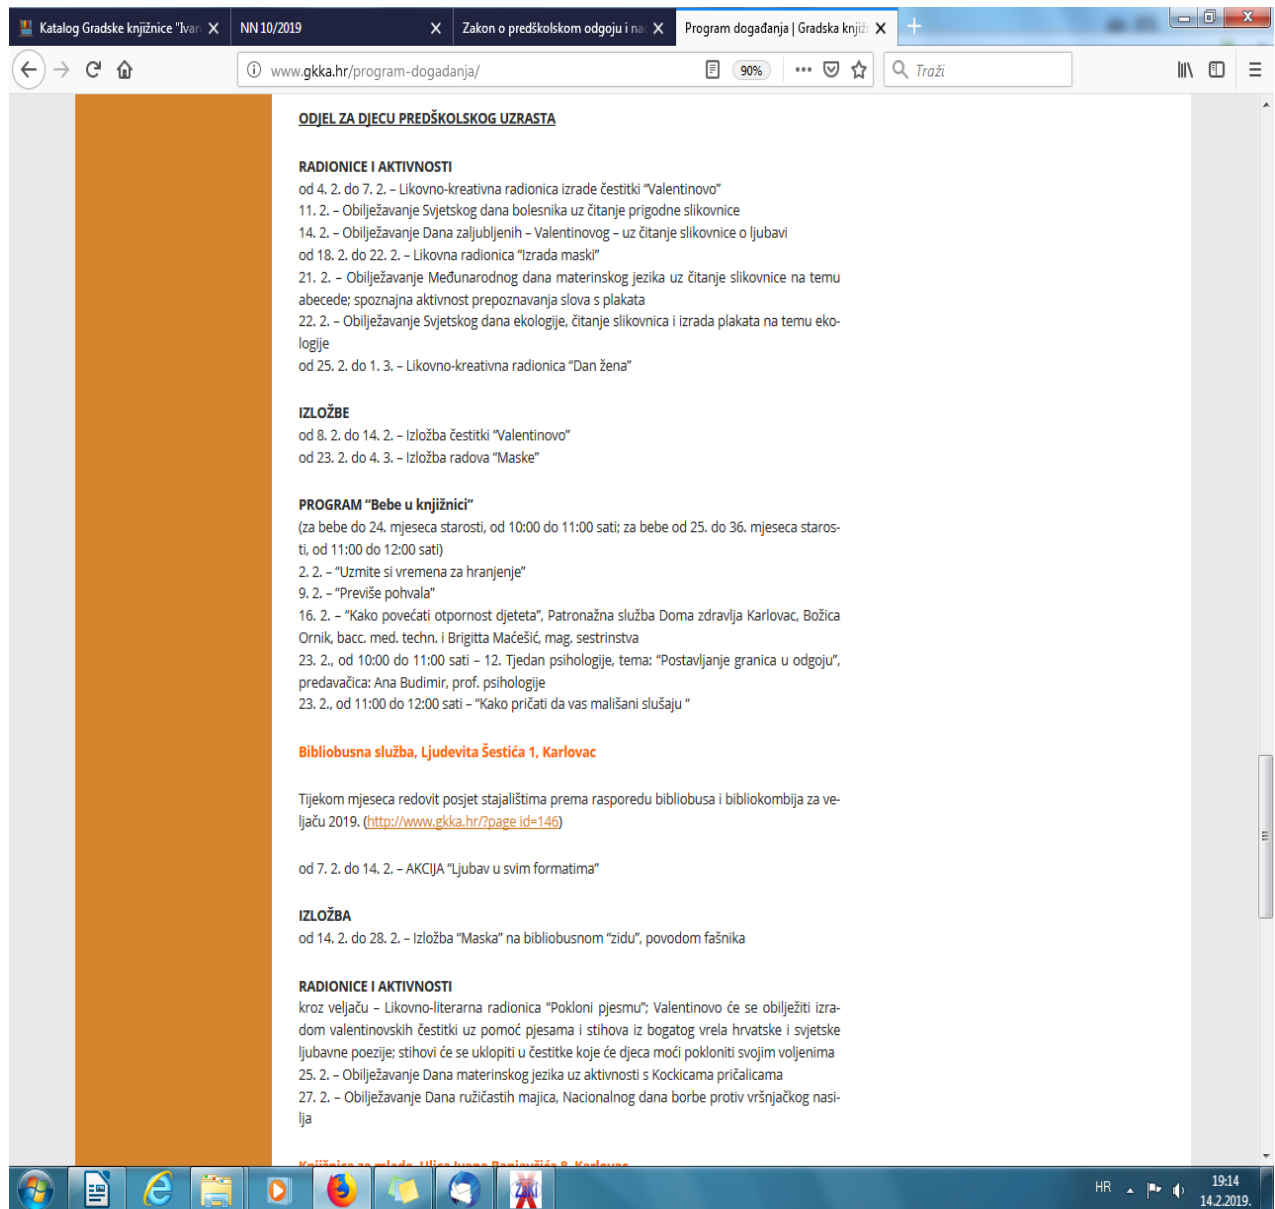 Katalog Gradske knjižnice "Ivan
NN 10/2019
Zakon o predškolskom odgoju i na
Program događanja | Gradska knjiž
www.gkka.hr/program-dogadanja/
90%
Traži
ODJEL ZA DJECU PREDŠKOLSKOG UZRASTA
RADIONICE I AKTIVNOSTI
od 4. 2. do 7. 2. – Likovno-kreativna radionica izrade čestitki “Valentinovo”
11. 2. – Obilježavanje Svjetskog dana bolesnika uz čitanje prigodne slikovnice
14. 2. – Obilježavanje Dana zaljubljenih – Valentinovog – uz čitanje slikovnice o ljubavi
od 18. 2. do 22. 2. – Likovna radionica “Izrada maski”
21. 2. – Obilježavanje Međunarodnog dana materinskog jezika uz čitanje slikovnice na temu
abecede; spoznajna aktivnost prepoznavanja slova s plakata
22. 2. – Obilježavanje Svjetskog dana ekologije, čitanje slikovnica i izrada plakata na temu eko-
logije
od 25. 2. do 1. 3. – Likovno-kreativna radionica “Dan žena”
IZLOŽBE
od 8. 2. do 14. 2. – Izložba čestitki “Valentinovo”
od 23. 2. do 4. 3. – Izložba radova “Maske”
PROGRAM “Bebe u knjižnici”
(za bebe do 24. mjeseca starosti, od 10:00 do 11:00 sati; za bebe od 25. do 36. mjeseca staros-
ti, od 11:00 do 12:00 sati)
2. 2. – “Uzmite si vremena za hranjenje”
9. 2. – “Previše pohvala”
16. 2. – “Kako povećati otpornost djeteta”, Patronažna služba Doma zdravlja Karlovac, Božica
Ornik, bacc. med. techn. i Brigitta Maćešić, mag. sestrinstva
23. 2., od 10:00 do 11:00 sati – 12. Tjedan psihologije, tema: “Postavljanje granica u odgoju”,
predavačica: Ana Budimir, prof. psihologije
23. 2., od 11:00 do 12:00 sati – “Kako pričati da vas mališani slušaju “
Bibliobusna služba, Ljudevita Šestića 1, Karlovac
Tijekom mjeseca redovit posjet stajalištima prema rasporedu bibliobusa i bibliokombija za ve-
ljaču 2019. (http://www.gkka.hr/?page id=146)
od 7. 2. do 14. 2. – AKCIJA “Ljubav u svim formatima”
IZLOŽBA
od 14. 2. do 28. 2. – Izložba “Maska” na bibliobusnom “zidu”, povodom fašnika
RADIONICE I AKTIVNOSTI
kroz veljaču – Likovno-literarna radionica “Pokloni pjesmu”; Valentinovo će se obilježiti izra-
dom valentinovskih čestitki uz pomoć pjesama i stihova iz bogatog vrela hrvatske i svjetske
ljubavne poezije; stihovi će se uklopiti u čestitke koje će djeca moći pokloniti svojim voljenima
25. 2. – Obilježavanje Dana materinskog jezika uz aktivnosti s Kockicama pričalicama
27. 2. – Obilježavanje Dana ružičastih majica, Nacionalnog dana borbe protiv vršnjačkog nasi-
lja
Knjižnica za mlade, Ulica Ivana Banjavčića 8, Karlovac
HR
19:14
14.2.2019.